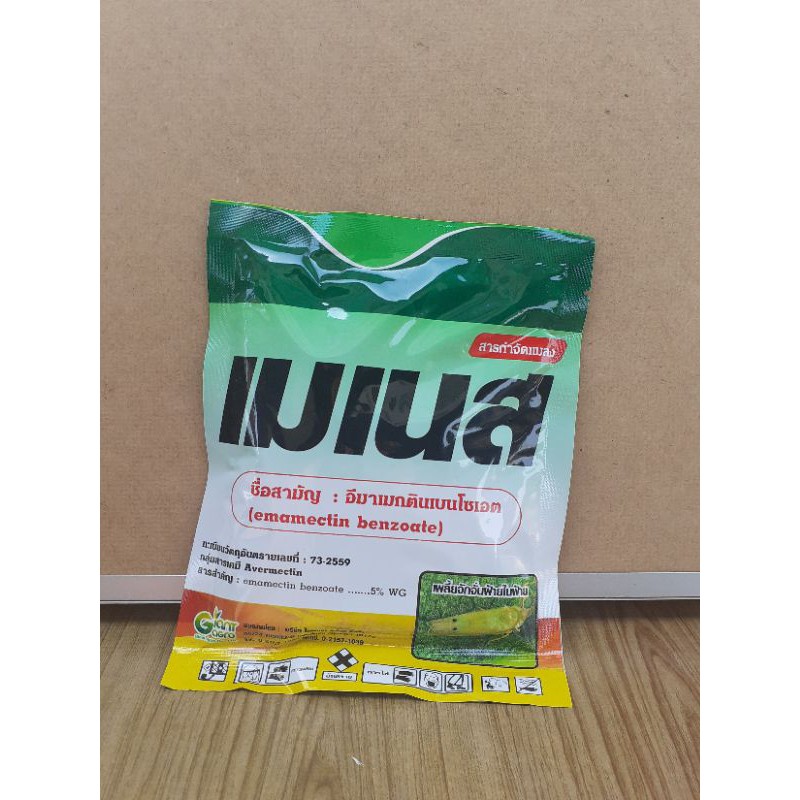 สารกำจัดแมลง
เมเนส
ชื่อสามัญ : อีมาเมกตินเบนโซเอต
(emamectin benzoate)
ทะเบียนวัตถุอันตรายเลขที่ : 73-2559
กลุ่มสารเคมี Avermectin
สารสำคัญ : emamectin benzoate .......5% WG
เพลี้ยจักจั่นฝ้ายในฝ้าย
GIANT
agro